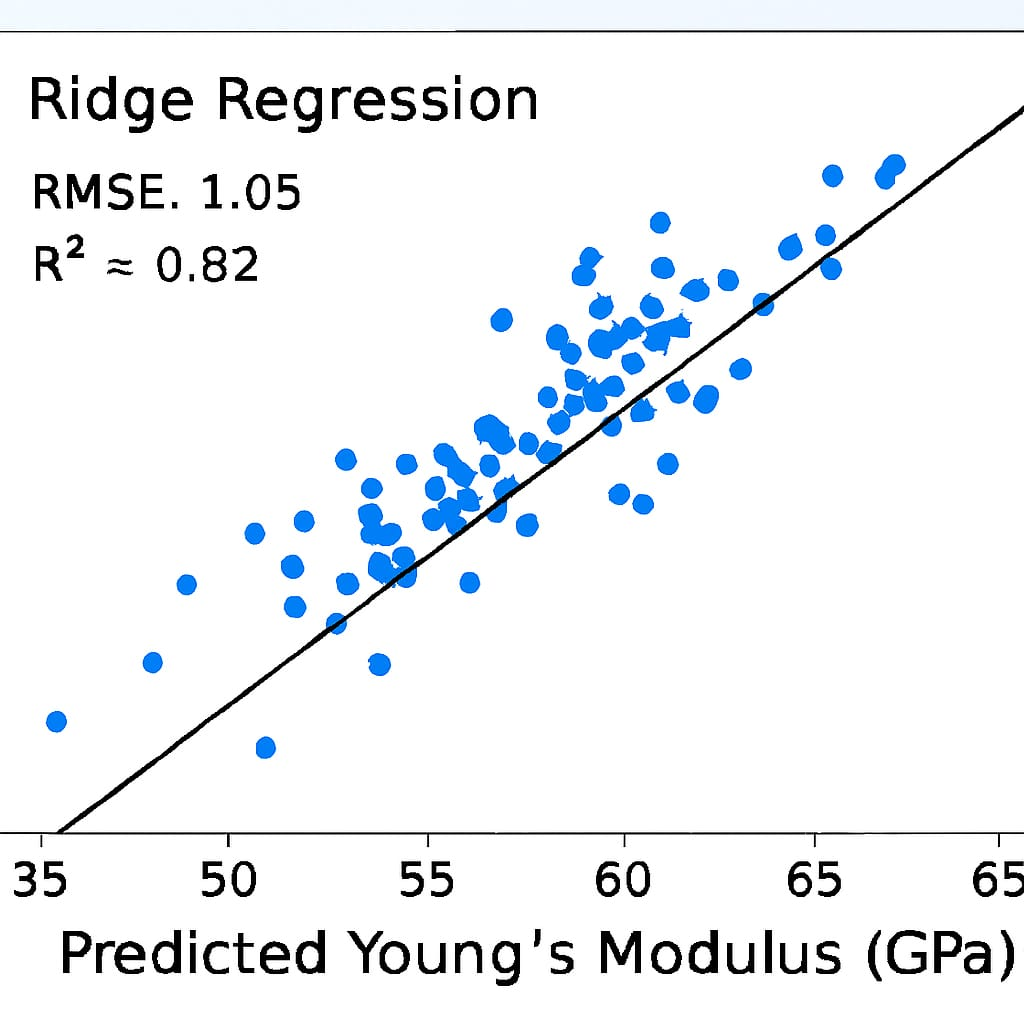 Ridge Regression
RMSE. 1.05
R² ≈ 0.82
35 50 55 60 65 65
Predicted Young's Modulus (GPa)